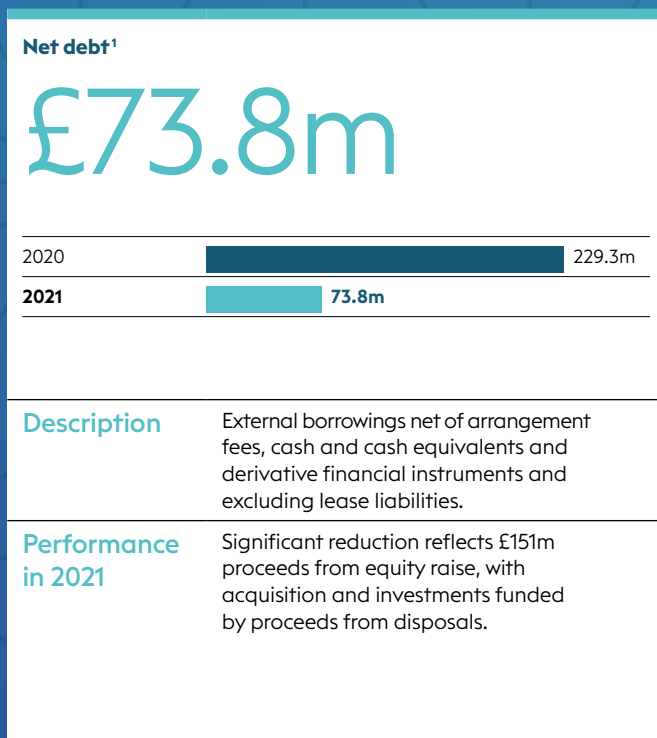 Net debt¹
£73.8m
2020 229.3m
2021 73.8m
Description
External borrowings net of arrangement
fees, cash and cash equivalents and
derivative financial instruments and
excluding lease liabilities.
Performance
in 2021
Significant reduction reflects £151m
proceeds from equity raise, with
acquisition and investments funded
by proceeds from disposals.